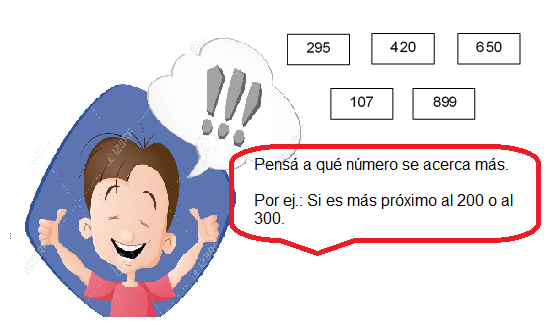 295 420 650
107 899
!!!
Pensá a qué número se acerca más.
Por ej.: Si es más próximo al 200 o al
300.